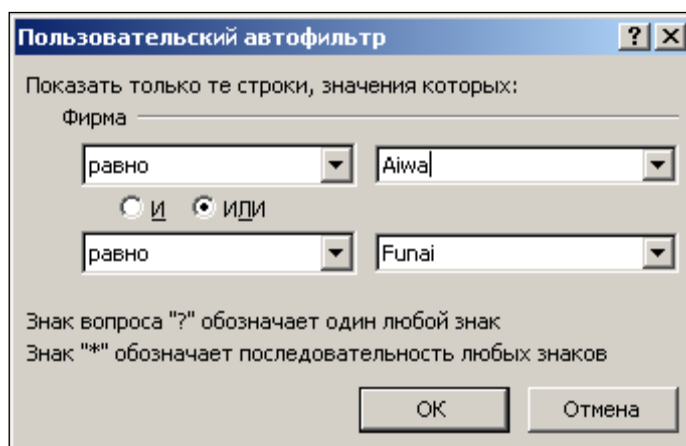 Пользовательский автофильтр
Показать только те строки, значения которых:
Фирма
равно Aiwa
И ИЛИ
равно Funai
Знак вопроса "?" обозначает один любой знак
Знак "*" обозначает последовательность любых знаков
ОК Отмена